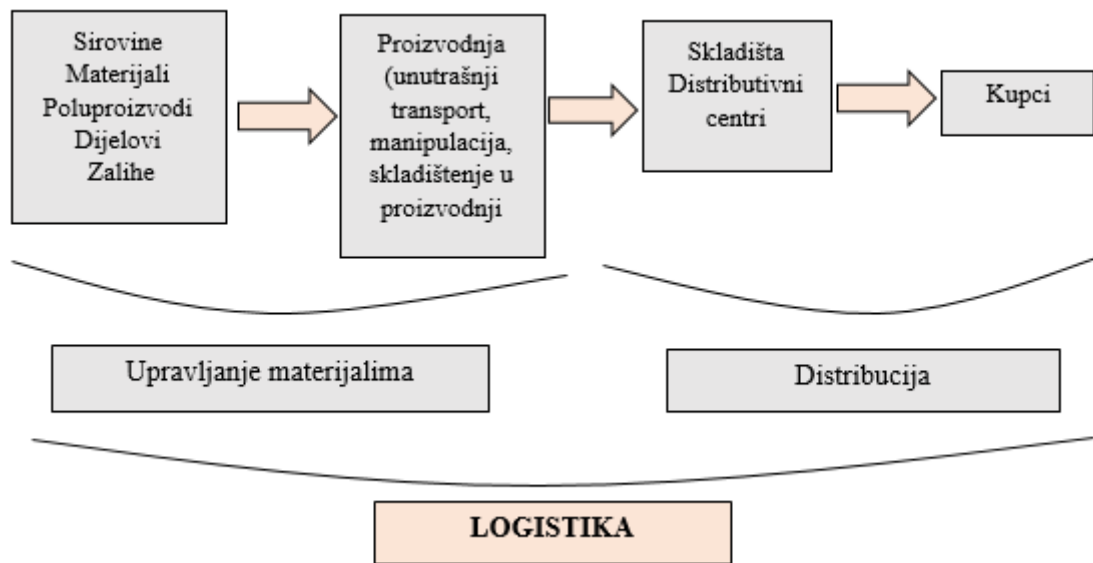 Sirovine
Materijali
Poluproizvodi
Dijelovi
Zalihe
Proizvodnja
(unutrašnji
transport,
manipulacija,
skladištenje u
proizvodnji
Skladišta
Distributivni
centri
Kupci
Upravljanje materijalima
Distribucija
LOGISTIKA